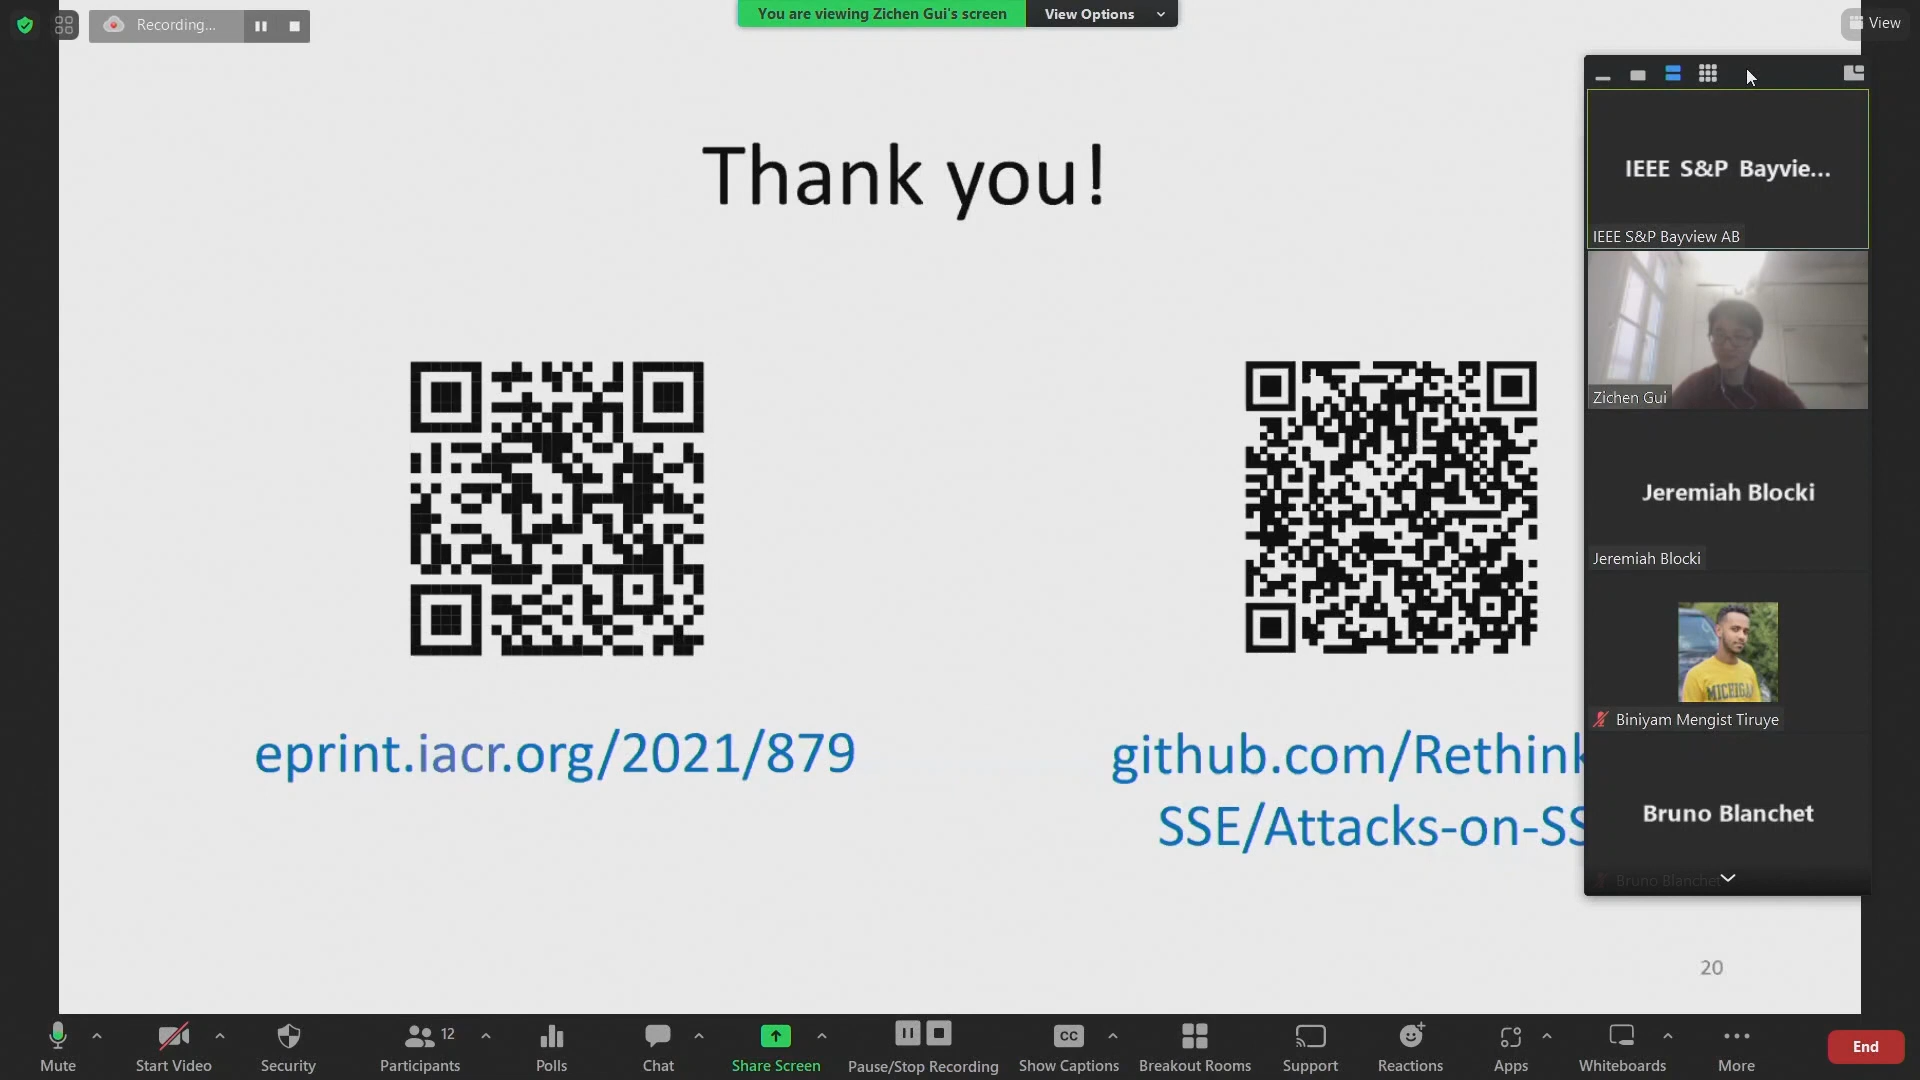 Recording...
You are viewing Zichen Gui's screen
View Options
View
Thank you!
IEEE S&P Bayvie...
IEEE S&P Bayview AB
Zichen Gui
Jeremiah Blocki
Jeremiah Blocki
MICHIGA
Biniyam Mengist Tiruye
Bruno Blanchet
Bruno Blanchet
eprint.iacr.org/2021/879
github.com/Rethink
SSE/Attacks-on-SS
20
Mute
Start Video
Security
12
Participants
Polls
Chat
Share Screen
Pause/Stop Recording
CC
Show Captions
Breakout Rooms
Support
Reactions
Apps
Whiteboards
More
End